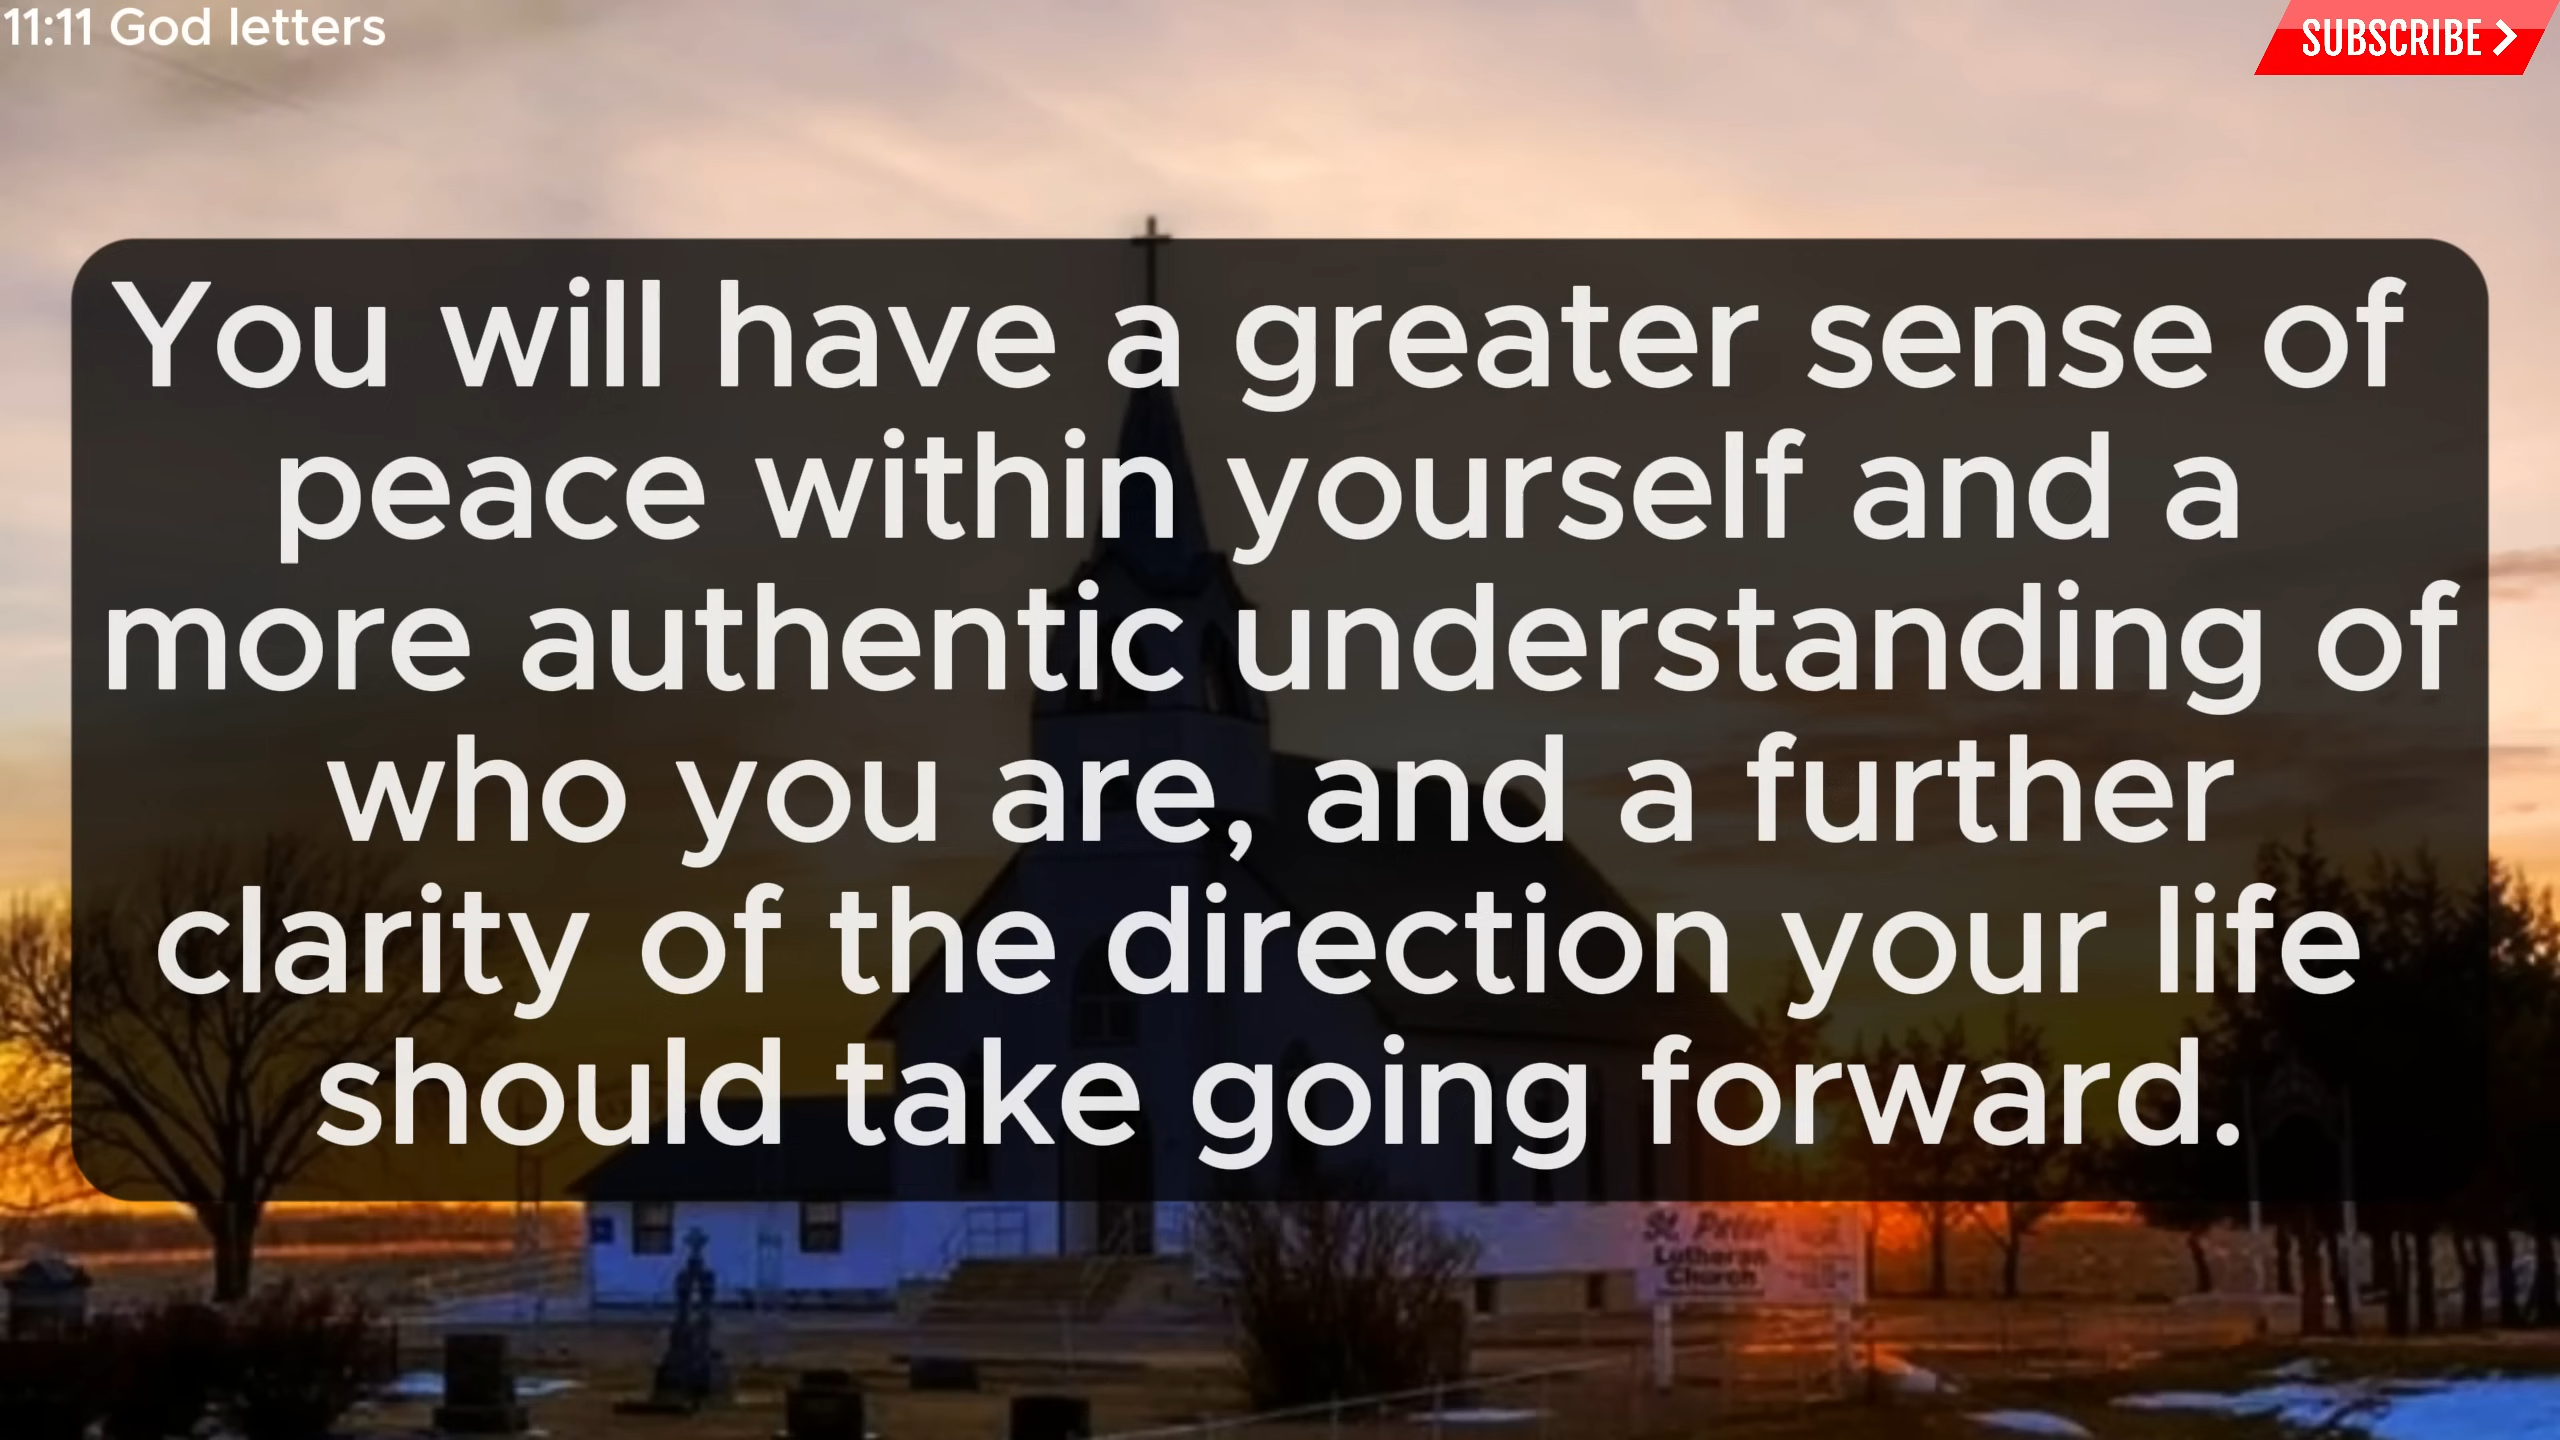 11:11 God letters
SUBSCRIBE
You will have a greater sense of
peace within yourself and a
more authentic understanding of
who you are, and a further
clarity of the direction your life
should take going forward.
St. Peter
Lutheran
Church